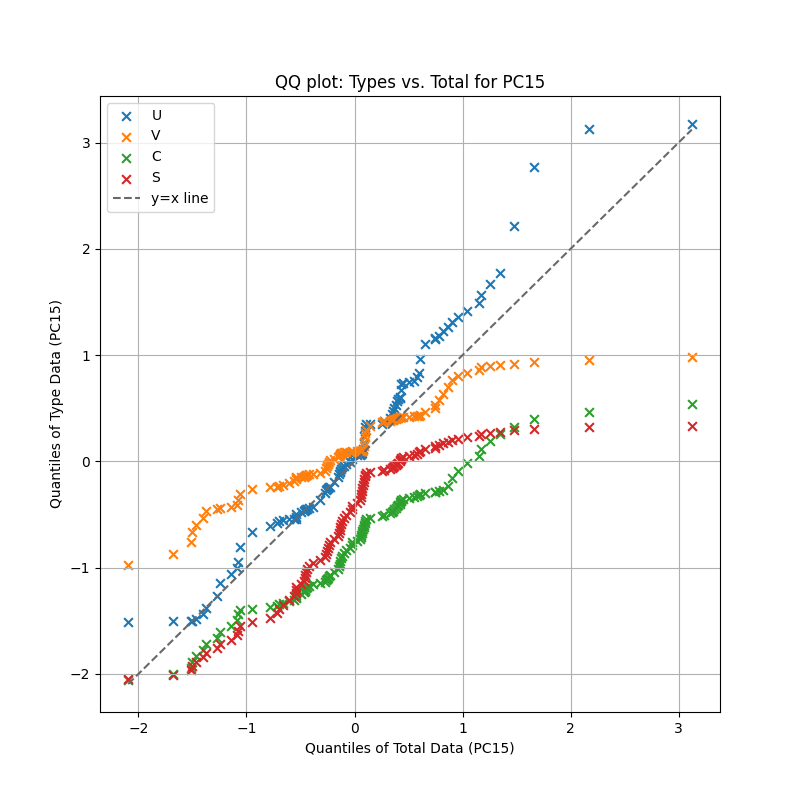 QQ plot: Types vs. Total for PC15
U
V
C
S
y=x line
3
2
1
0
−1
−2
Quantiles of Type Data (PC15)
−2
−1
0
1
2
3
Quantiles of Total Data (PC15)